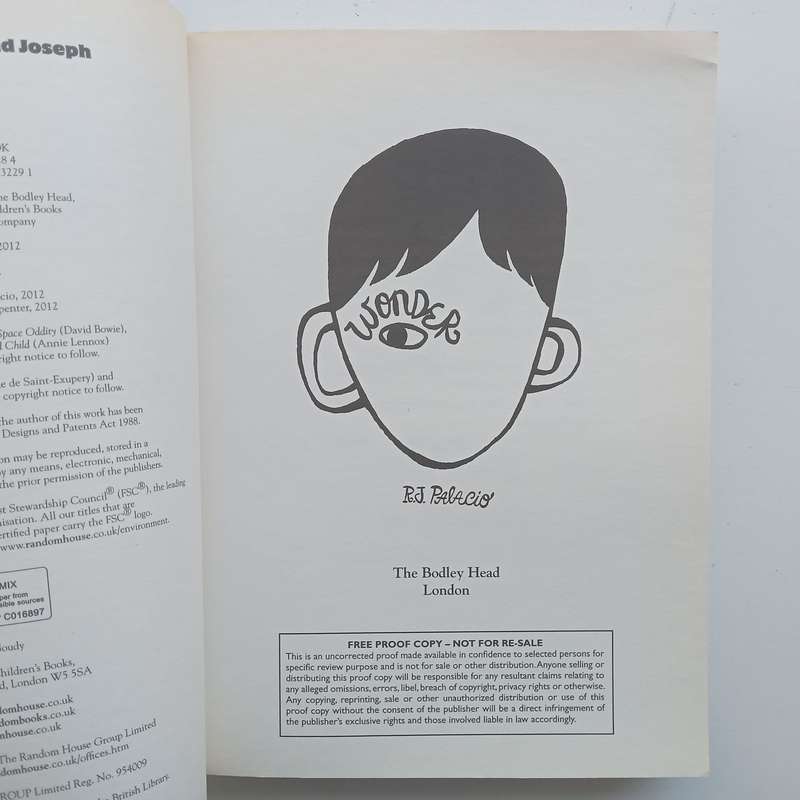 d Joseph
OK
8 4
3229 1
he Bodley Head,
ldren's Books
ompany
2012
acio, 2012
penter, 2012
Space Oddity (David Bowie),
l Child (Annie Lennox)
right notice to follow.
e de Saint-Exupery) and
copyright notice to follow.
the author of this work has been
Designs and Patents Act 1988.
on may be reproduced, stored in a
y any means, electronic, mechanical,
the prior permission of the publishers.
st Stewardship Council® (FSC®), the leading
nisation. All our titles that are
ertified paper carry the FSC® logo.
www.randomhouse.co.uk/environment.
MIX
per from
sible sources
C016897
Goudy
Children's Books,
d, London W5 5SA
domhouse.co.uk
dombooks.co.uk
mhouse.co.uk
The Random House Group Limited
ndomhouse.co.uk/offices.htm
ROUP Limited Reg. No. 954009
the British Library.
WONDER
R.J. PALACIO
The Bodley Head
London
FREE PROOF COPY – NOT FOR RE-SALE
This is an uncorrected proof made available in confidence to selected persons for
specific review purpose and is not for sale or other distribution. Anyone selling or
distributing this proof copy will be responsible for any resultant claims relating to
any alleged omissions, errors, libel, breach of copyright, privacy rights or otherwise.
Any copying, reprinting, sale or other unauthorized distribution or use of this
proof copy without the consent of the publisher will be a direct infringement of
the publisher's exclusive rights and those involved liable in law accordingly.